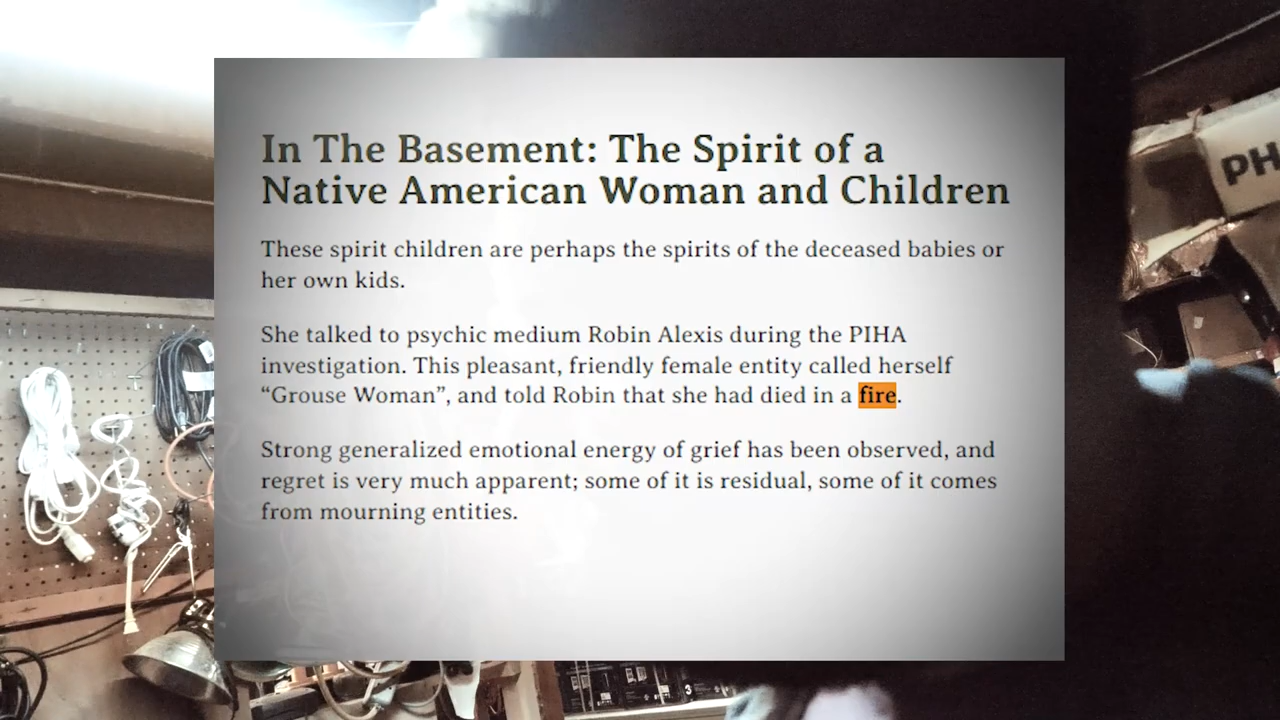 In The Basement: The Spirit of a
Native American Woman and Children
These spirit children are perhaps the spirits of the deceased babies or
her own kids.
She talked to psychic medium Robin Alexis during the PIHA
investigation. This pleasant, friendly female entity called herself
“Grouse Woman”, and told Robin that she had died in a fire.
Strong generalized emotional energy of grief has been observed, and
regret is very much apparent; some of it is residual, some of it comes
from mourning entities.